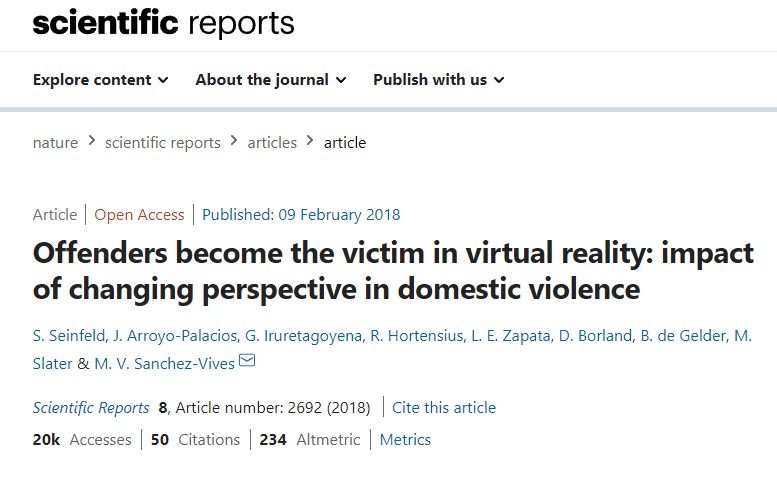 scientific reports
Explore content About the journal Publish with us
nature > scientific reports > articles > article
Article | Open Access | Published: 09 February 2018
Offenders become the victim in virtual reality: impact
of changing perspective in domestic violence
S. Seinfeld, J. Arroyo-Palacios, G. Iruretagoyena, R. Hortensius, L. E. Zapata, D. Borland, B. de Gelder, M.
Slater & M. V. Sanchez-Vives
Scientific Reports 8, Article number: 2692 (2018) | Cite this article
20k Accesses | 50 Citations | 234 Altmetric | Metrics